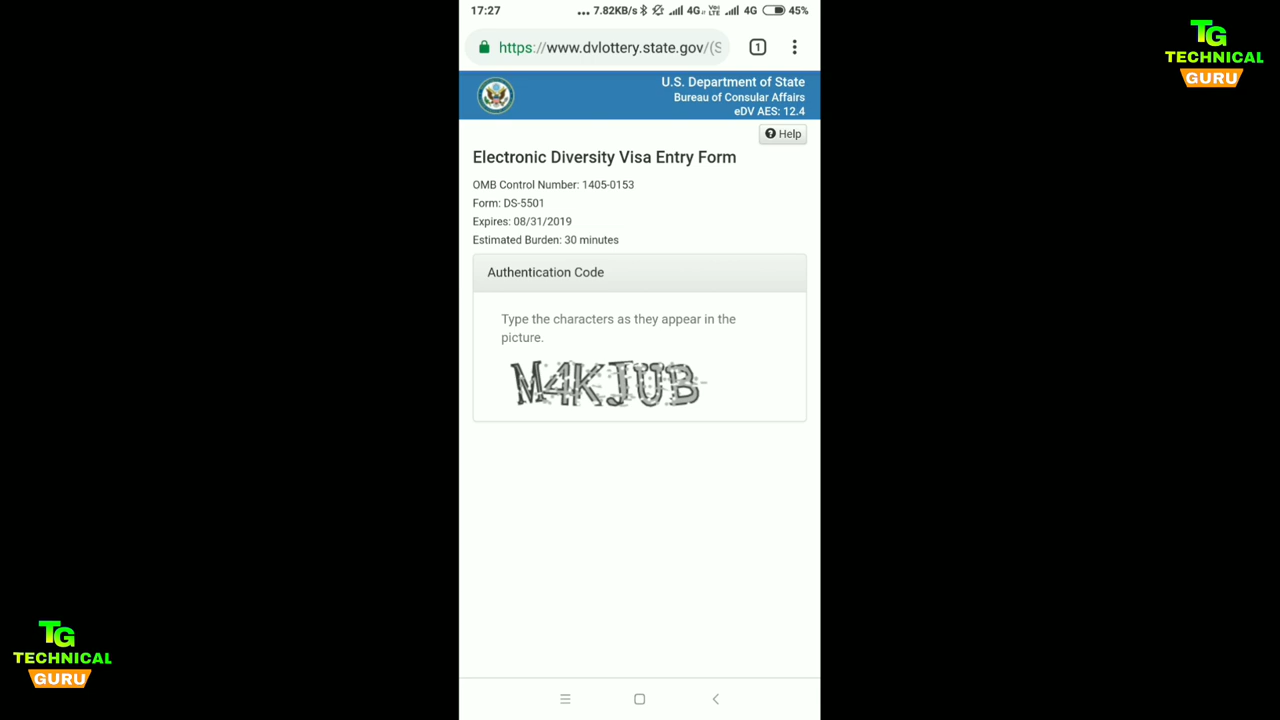 17:27 ... 7.82KB/s 4G VoLTE 4G 45%
https://www.dvlottery.state.gov/(S
1
U.S. Department of State
Bureau of Consular Affairs
eDV AES: 12.4
Help
Electronic Diversity Visa Entry Form
OMB Control Number: 1405-0153
Form: DS-5501
Expires: 08/31/2019
Estimated Burden: 30 minutes
Authentication Code
Type the characters as they appear in the
picture.
M4KJUB
TG
TECHNICAL
GURU
TG
TECHNICAL
GURU